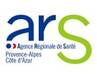 ars
Agence Régionale de Santé
Provence-Alpes
Côte d'Azur